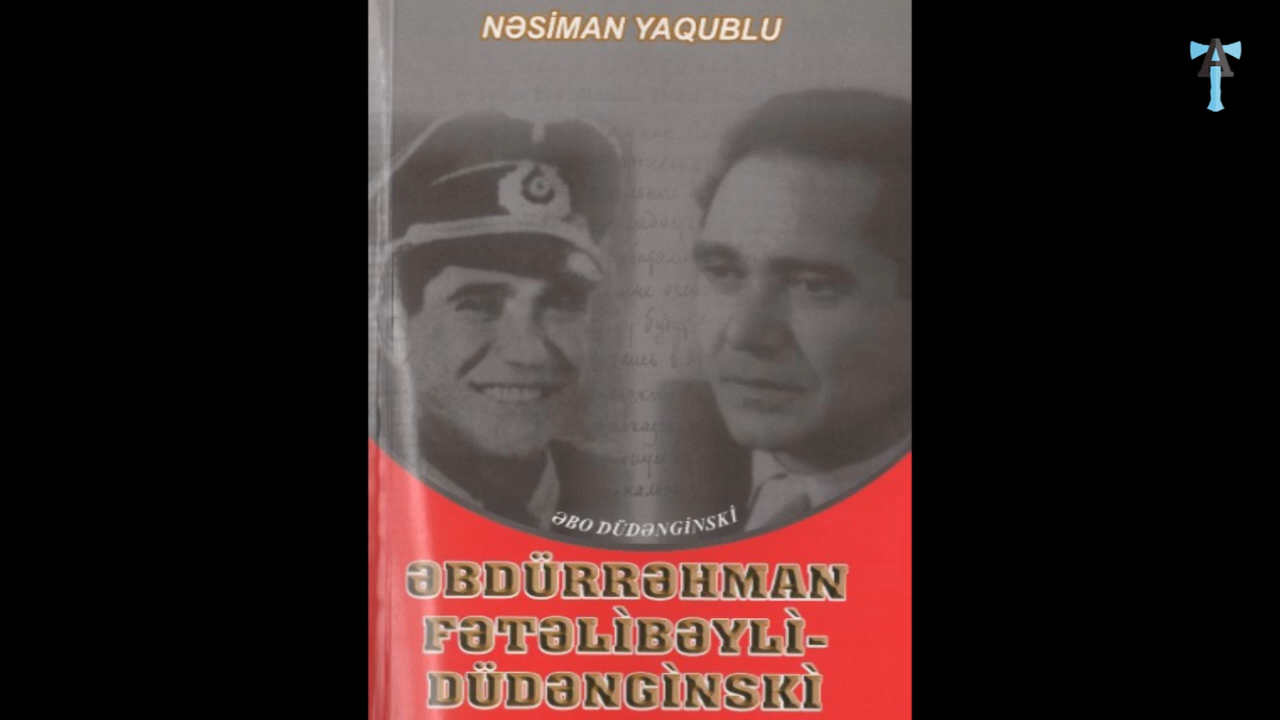 NƏSİMAN YAQUBLU
ƏBO DÜDƏNGİNSKİ
ƏBDÜRRƏHMAN
FƏTƏLİBƏYLİ-
DÜDƏNGİNSKİ